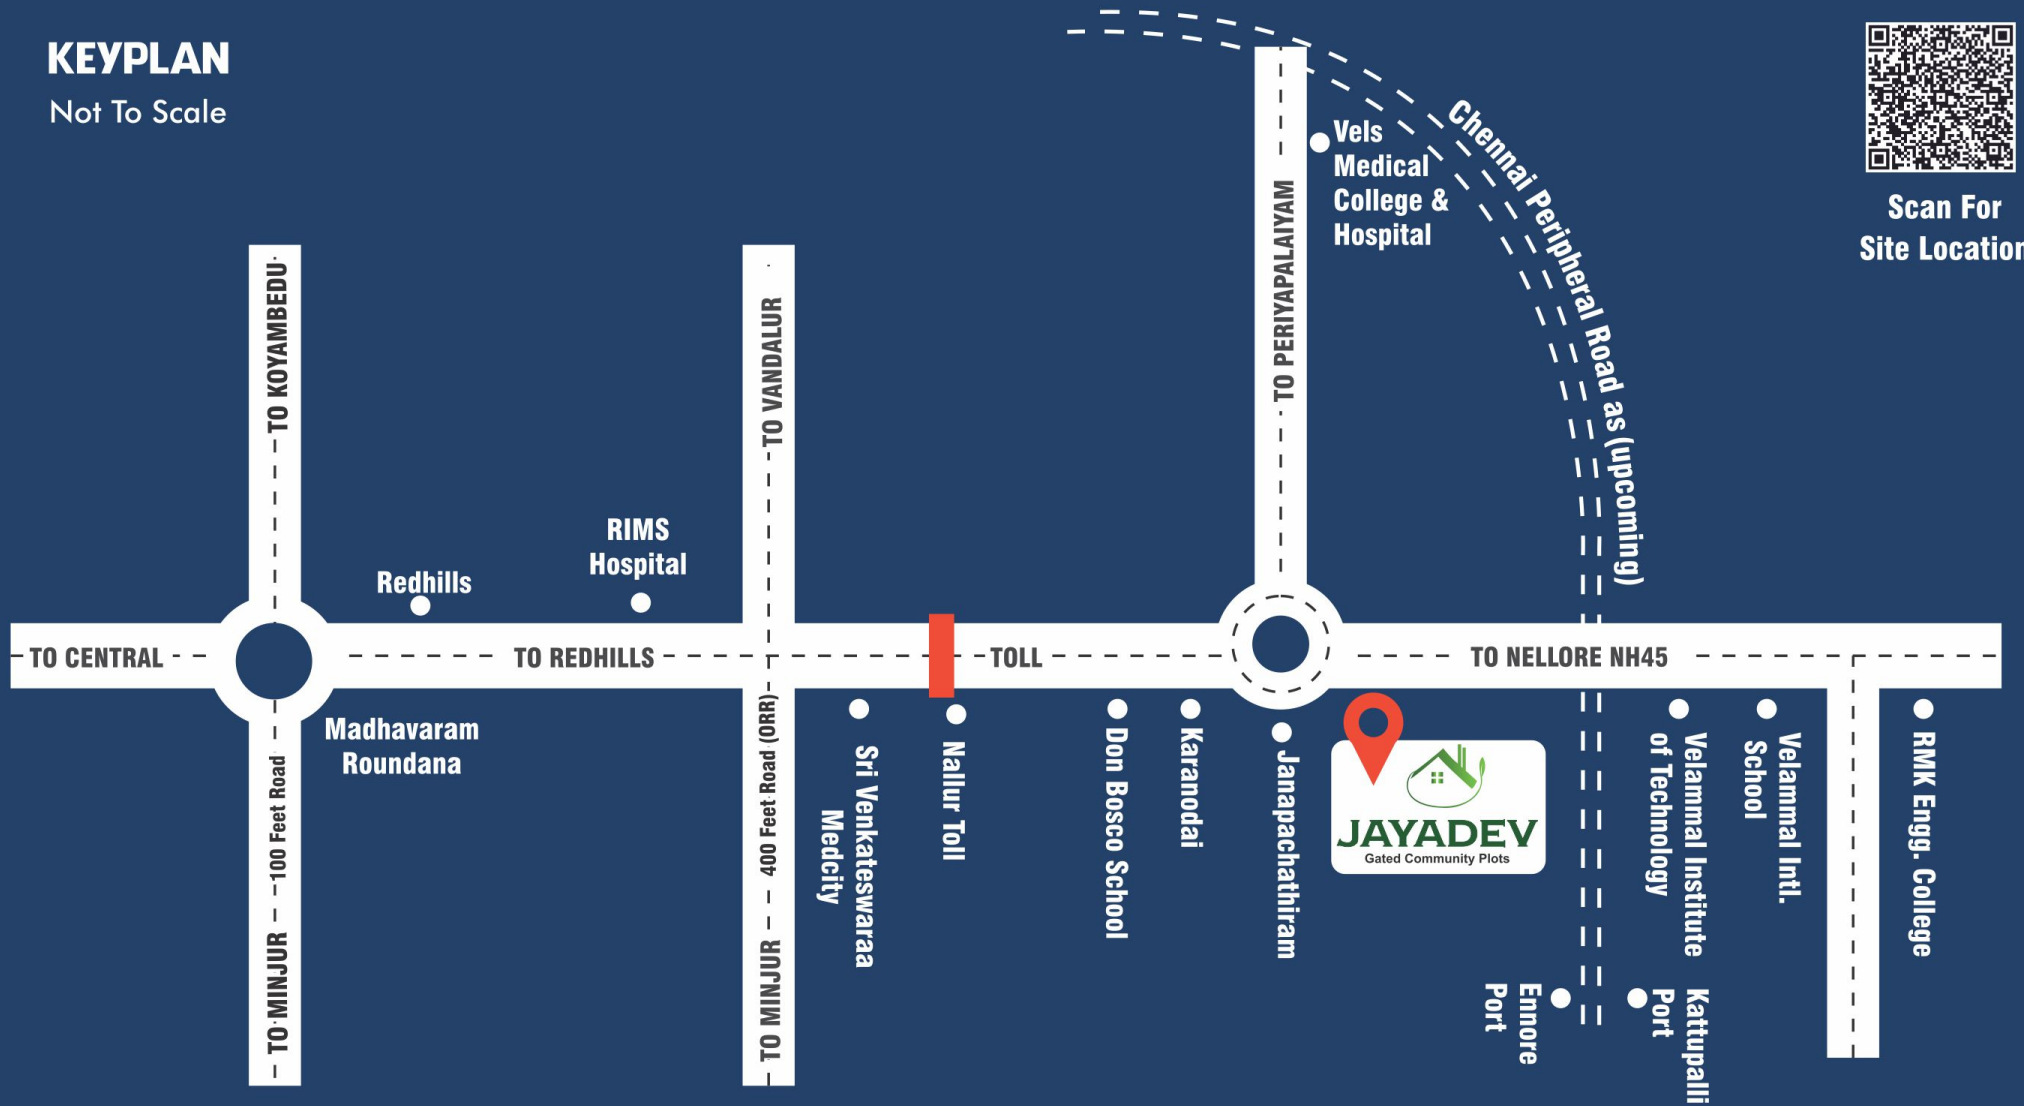 KEYPLAN
Not To Scale
Scan For
Site Location
Chennai Peripheral Road as (upcoming)
Vels
Medical
College &
Hospital
TO PERIYAPALAIYAM
TO KOYAMBEDU
TO VANDALUR
RIMS
Hospital
Redhills
TO CENTRAL
TO REDHILLS
TOLL
TO NELLORE NH45
Madhavaram
Roundana
100 Feet Road
TO MINJUR
400 Feet Road (ORR)
TO MINJUR
Sri Venkateswaraa
Medcity
Nallur Toll
Don Bosco School
Karanodai
Janapachathiram
JAYADEV
Gated Community Plots
Velammal Institute
of Technology
Velammal Intl.
School
RMK Engg. College
Ennore
Port
Kattupalli
Port